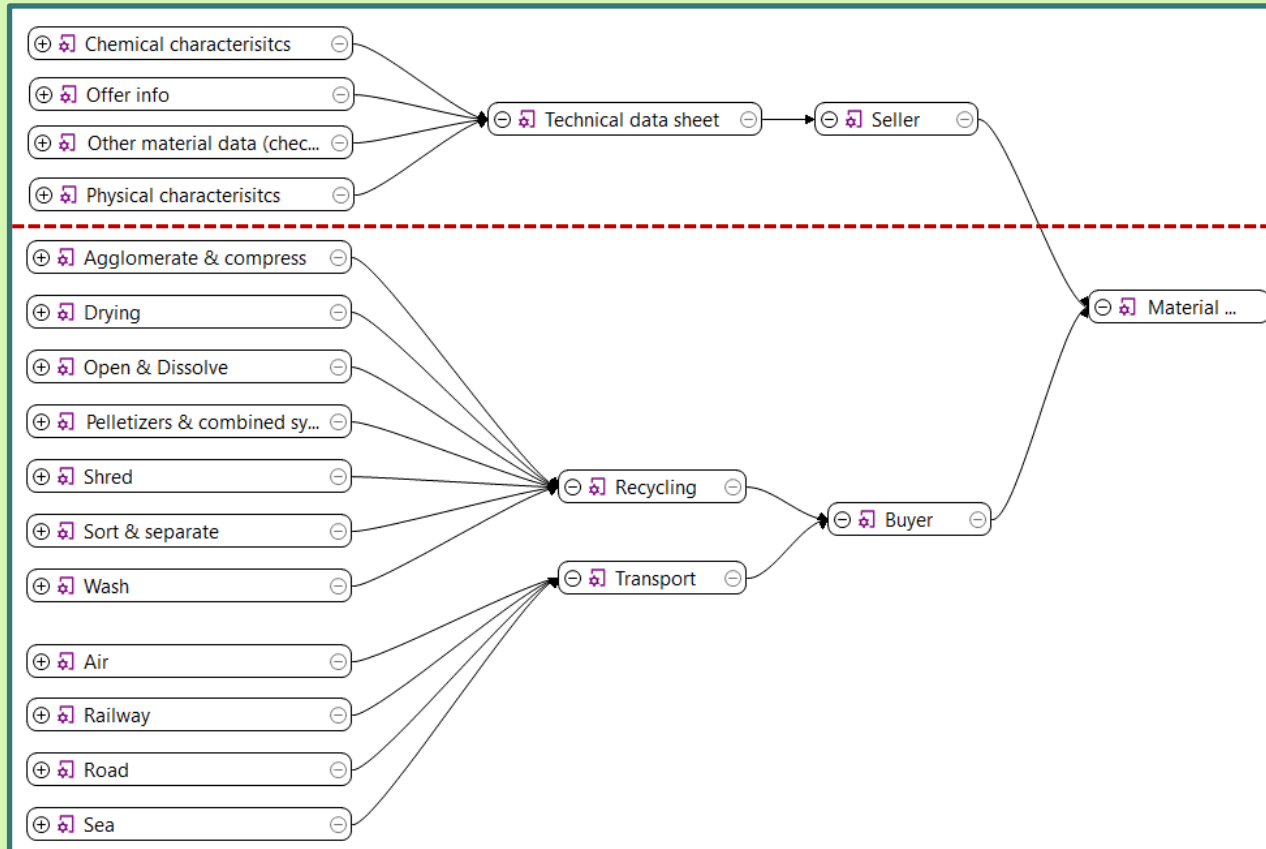 Chemical characterisitcs
Offer info
Other material data (chec...
Physical characterisitcs
Technical data sheet
Seller
Agglomerate & compress
Drying
Open & Dissolve
Pelletizers & combined sy...
Shred
Sort & separate
Wash
Air
Railway
Road
Sea
Recycling
Transport
Buyer
Material ...